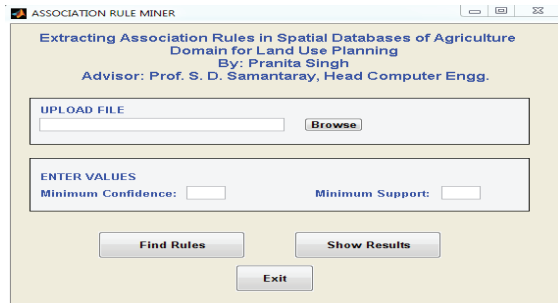 ASSOCIATION RULE MINER
Extracting Association Rules in Spatial Databases of Agriculture
Domain for Land Use Planning
By: Pranita Singh
Advisor: Prof. S. D. Samantaray, Head Computer Engg.
UPLOAD FILE
Browse
ENTER VALUES
Minimum Confidence: Minimum Support:
Find Rules Show Results
Exit